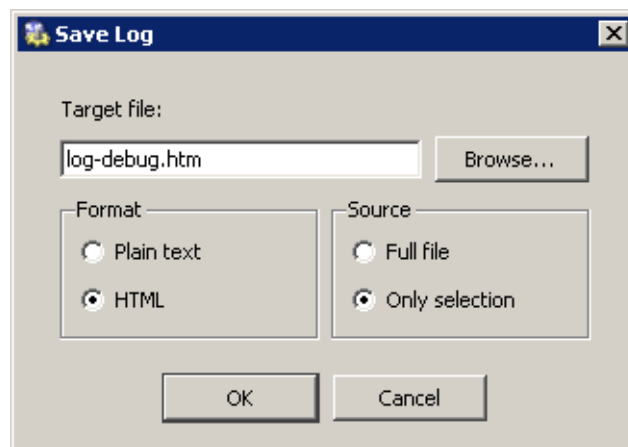 Save Log
Target file:
log-debug.htm
Browse...
Format
Plain text
HTML
Source
Full file
Only selection
OK
Cancel